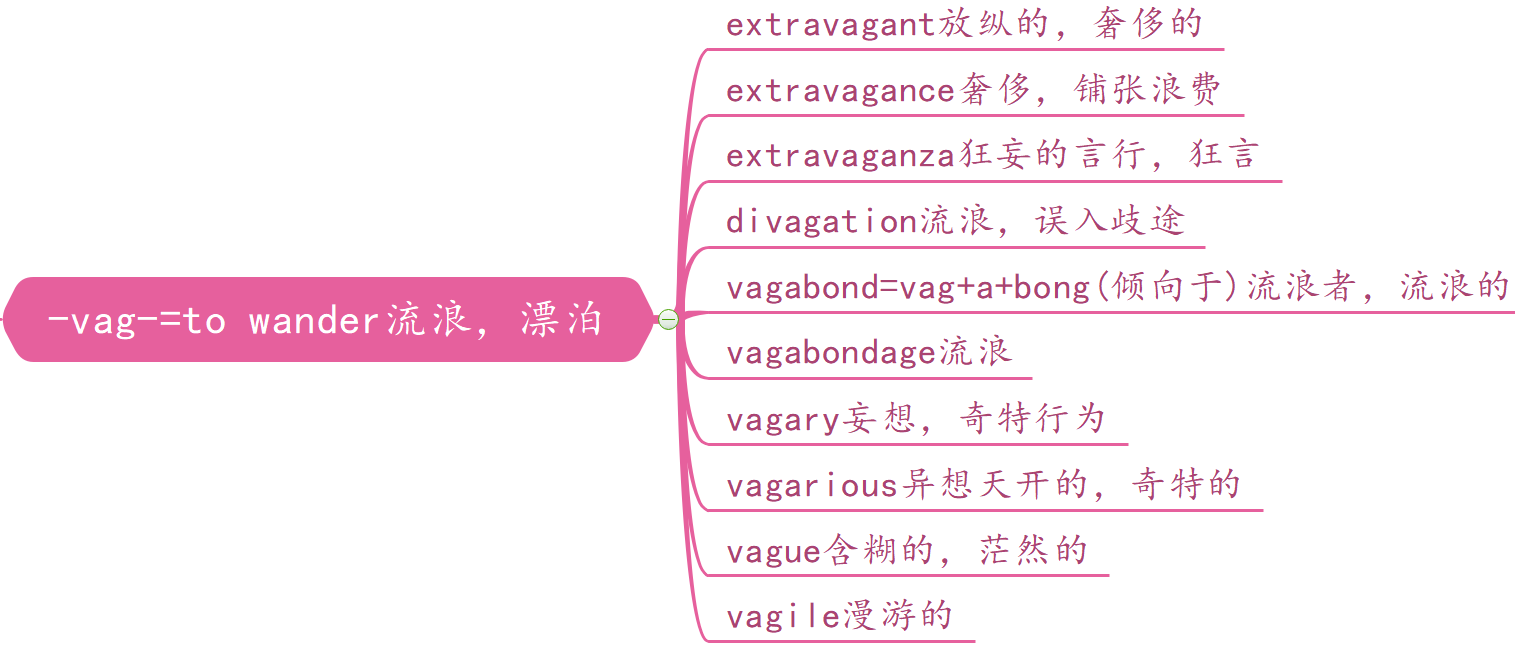 extravagant放纵的，奢侈的
extravagance奢侈，铺张浪费
extravaganza狂妄的言行，狂言
divagation流浪，误入歧途
vagabond=vag+a+bong(倾向于)流浪者，流浪的
-vag-=to wander流浪，漂泊
vagabondage流浪
vagary妄想，奇特行为
vagarious异想天开的，奇特的
vague含糊的，茫然的
vagile漫游的